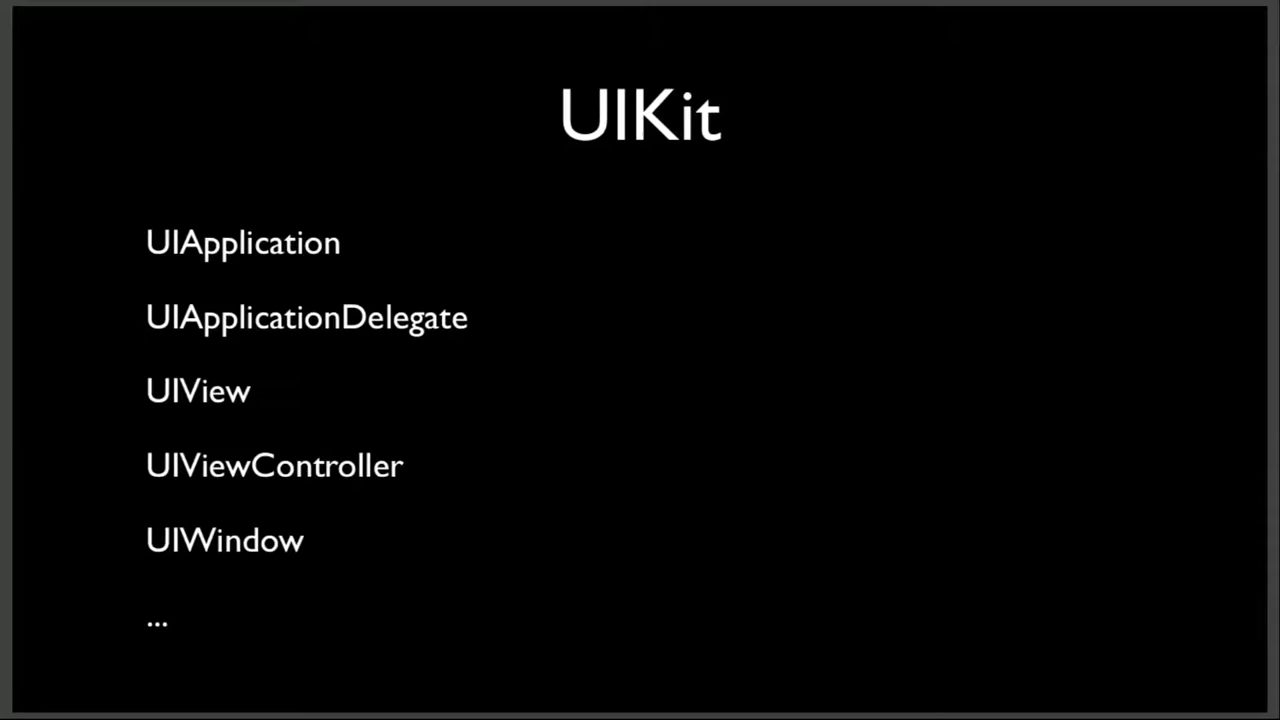 UIKit
UIApplication
UIApplicationDelegate
UIView
UIViewController
UIWindow
...